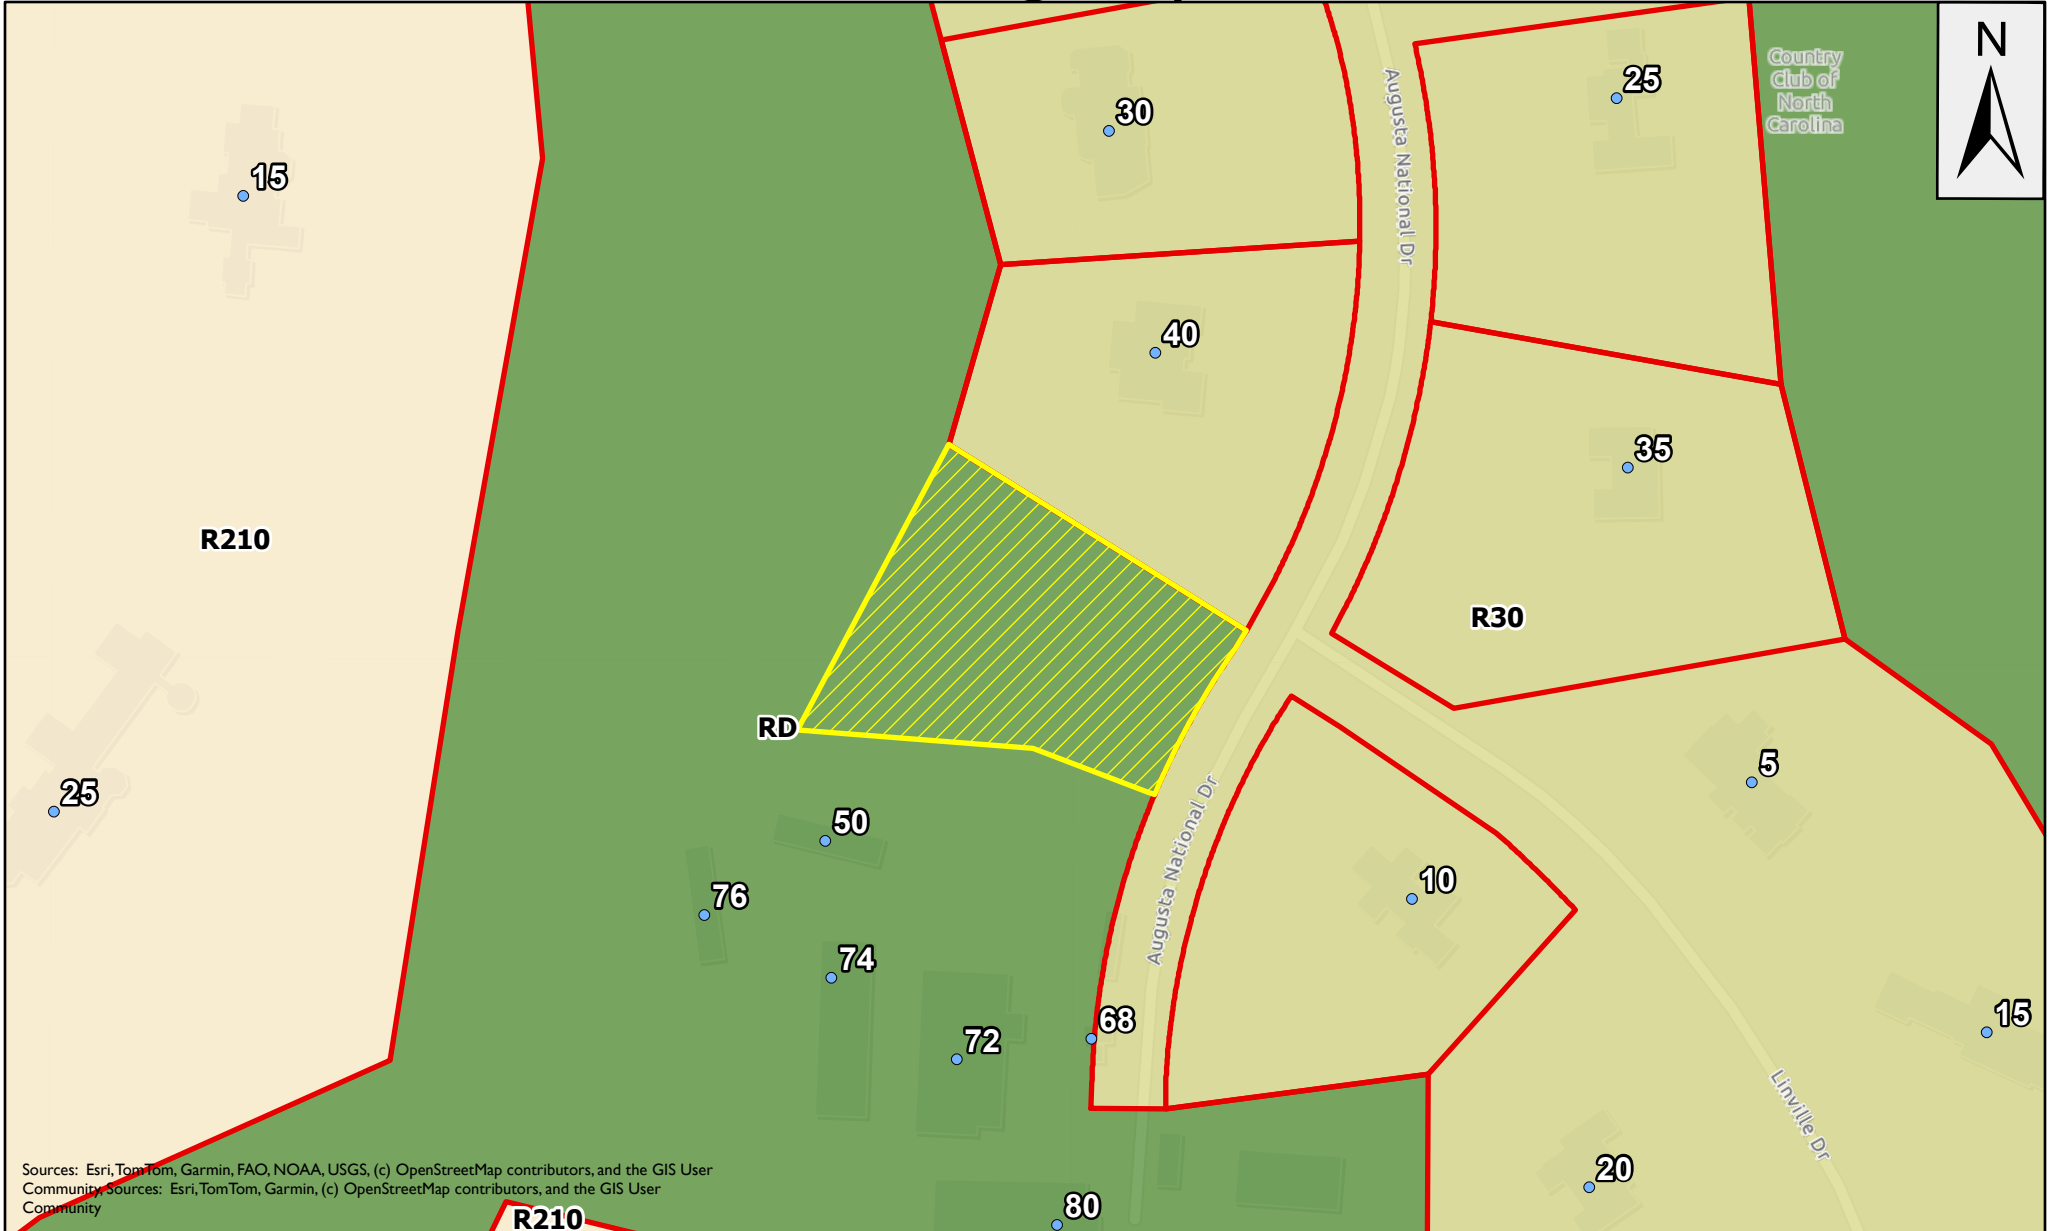 N
Country
Club of
North
Carolina
25
30
15
Augusta National Dr
40
35
R210
R30
RD
5
25
50
10
76
74
Augusta National Dr
15
68
72
Linville Dr
20
80
R210
Sources: Esri, TomTom, Garmin, FAO, NOAA, USGS, (c) OpenStreetMap contributors, and the GIS User
Community, Sources: Esri, TomTom, Garmin, (c) OpenStreetMap contributors, and the GIS User
Community